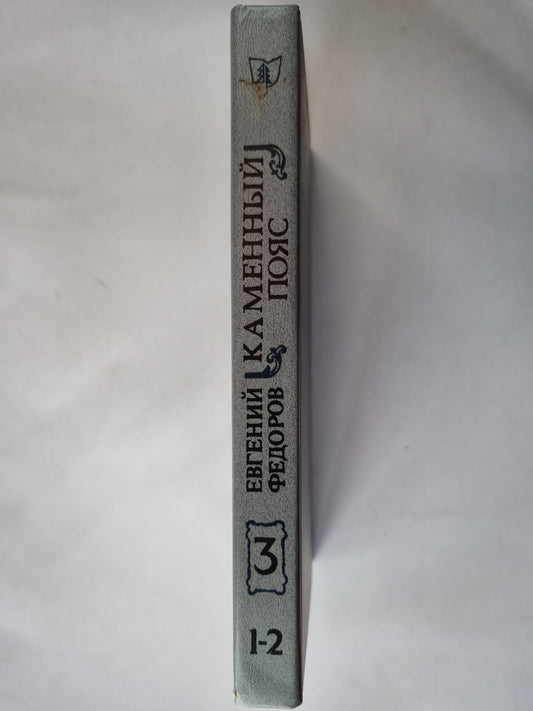 ЕВГЕНИЙ
ФЕДОРОВ
КАМЕННЫЙ
ПОЯС
3
1-2